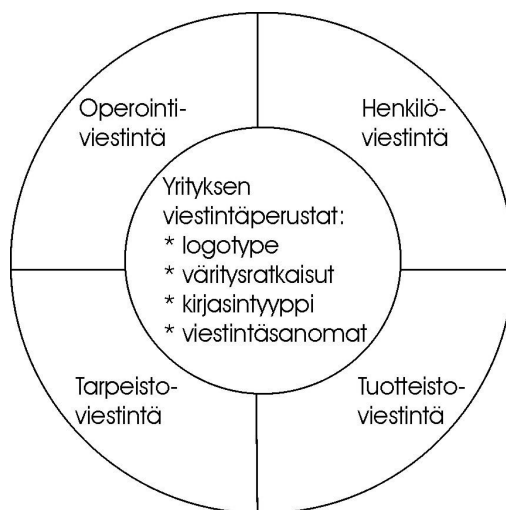 Operointi-
viestintä
Henkilö-
viestintä
Yrityksen
viestintäperustat:
* logotype
* väritysratkaisut
* kirjasintyyppi
* viestintäsanomat
Tarpeisto-
viestintä
Tuotteisto-
viestintä